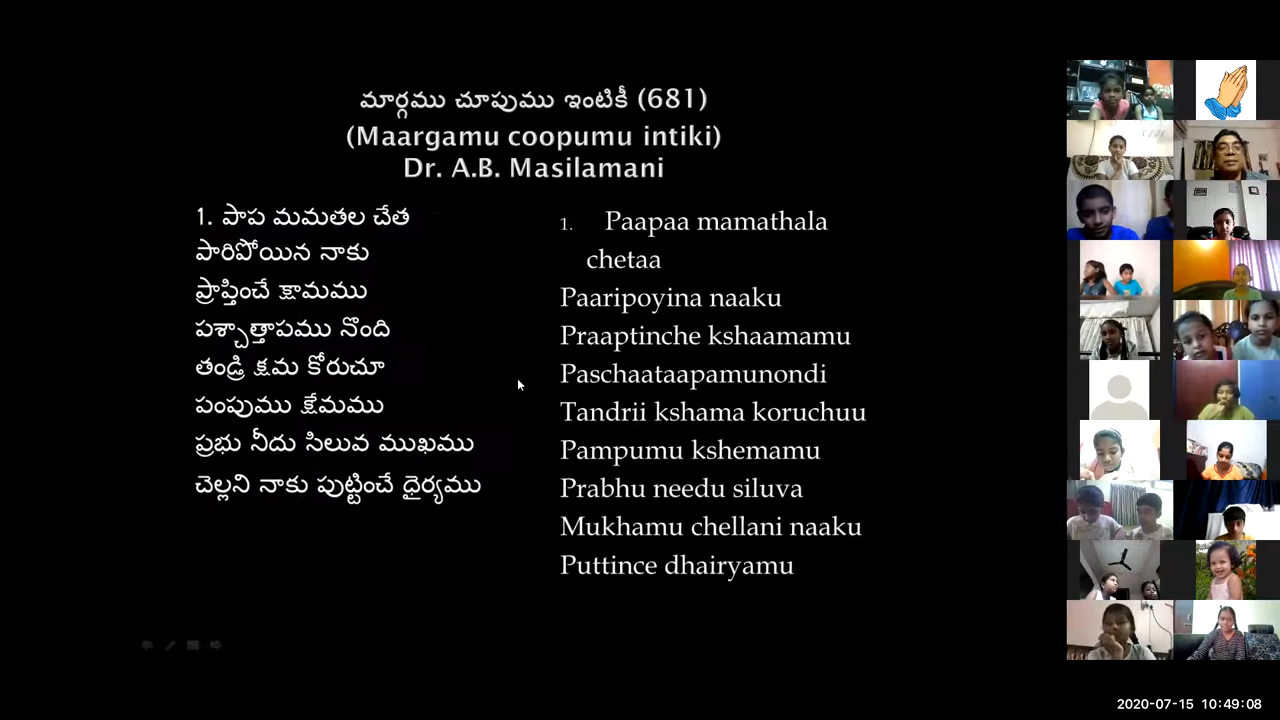 మార్గము చూపుము ఇంటికీ (681)
(Maargamu coopumu intiki)
Dr. A.B. Masilamani
1. పాప మమతల చేత
పారిపోయిన నాకు
ప్రాప్తించే క్షామము
పశ్చాత్తాపము నొంది
తండ్రి క్షమ కోరుచూ
పంపుము క్షేమము
ప్రభు నీదు సిలువ ముఖము
చెల్లని నాకు పుట్టించే ధైర్యము
1. Paapaa mamathala
chetaa
Paaripoyina naaku
Praaptinche kshaamamu
Paschaataapamunondi
Tandrii kshama koruchuu
Pampumu kshemamu
Prabhu needu siluva
Mukhamu chellani naaku
Puttince dhairyamu
2020-07-15 10:49:08